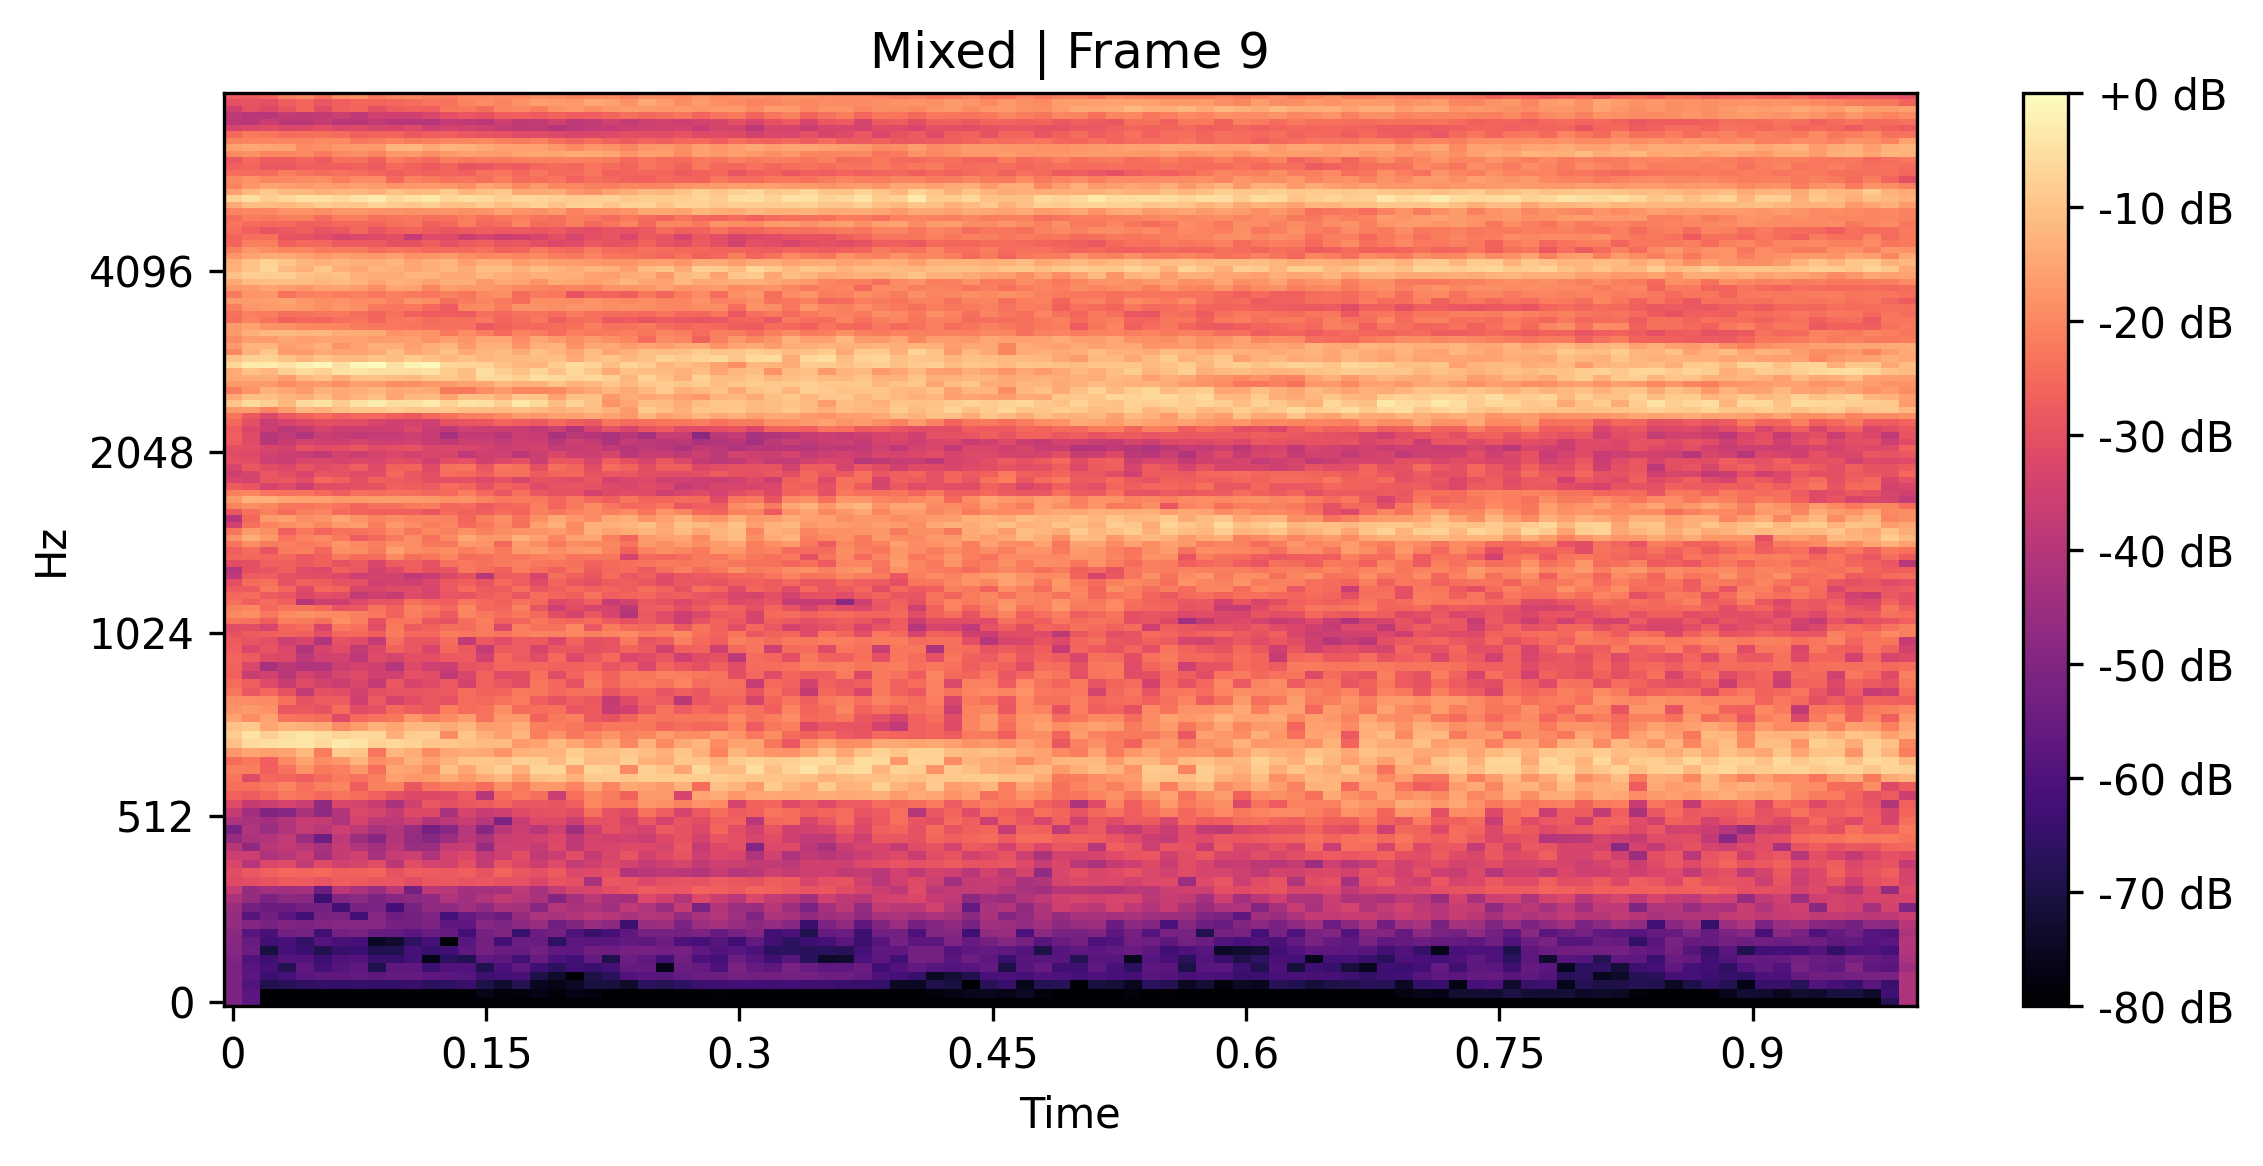 Mixed | Frame 9
+0 dB
-10 dB
-20 dB
-30 dB
-40 dB
-50 dB
-60 dB
-70 dB
-80 dB
4096
2048
1024
512
0
Hz
0 0.15 0.3 0.45 0.6 0.75 0.9
Time